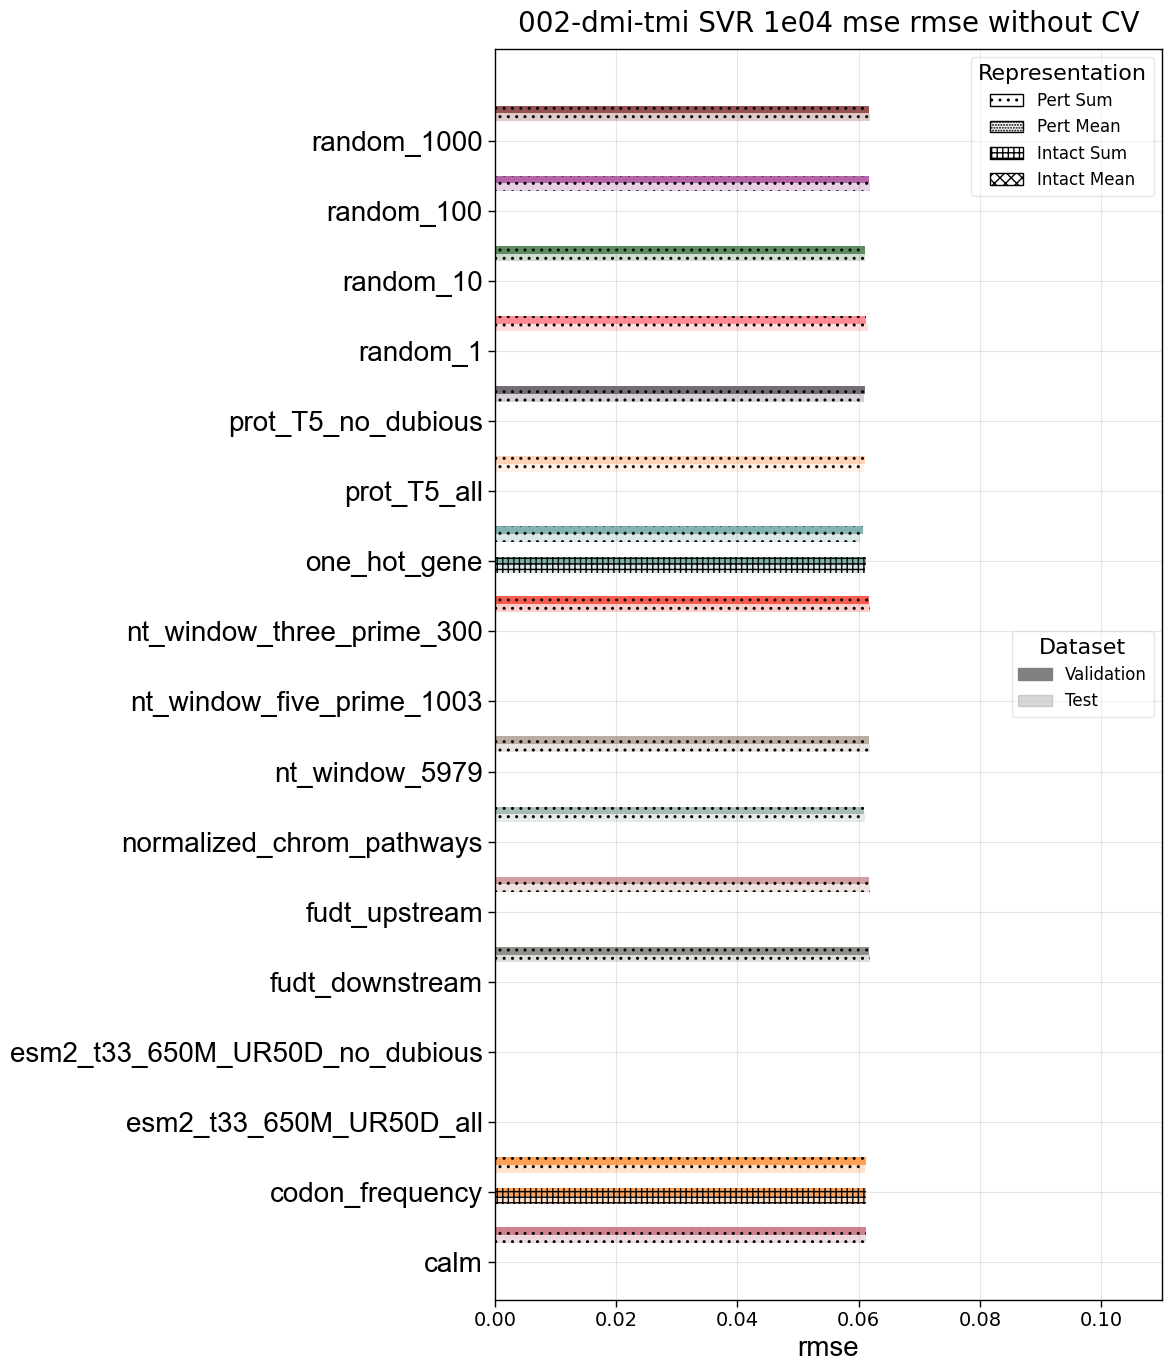 002-dmi-tmi SVR 1e04 mse rmse without CV
Representation
Pert Sum
Pert Mean
Intact Sum
Intact Mean
random_1000
random_100
random_10
random_1
prot_T5_no_dubious
prot_T5_all
one_hot_gene
nt_window_three_prime_300
Dataset
Validation
Test
nt_window_five_prime_1003
nt_window_5979
normalized_chrom_pathways
fudt_upstream
fudt_downstream
esm2_t33_650M_UR50D_no_dubious
esm2_t33_650M_UR50D_all
codon_frequency
calm
0.00 0.02 0.04 0.06 0.08 0.10
rmse